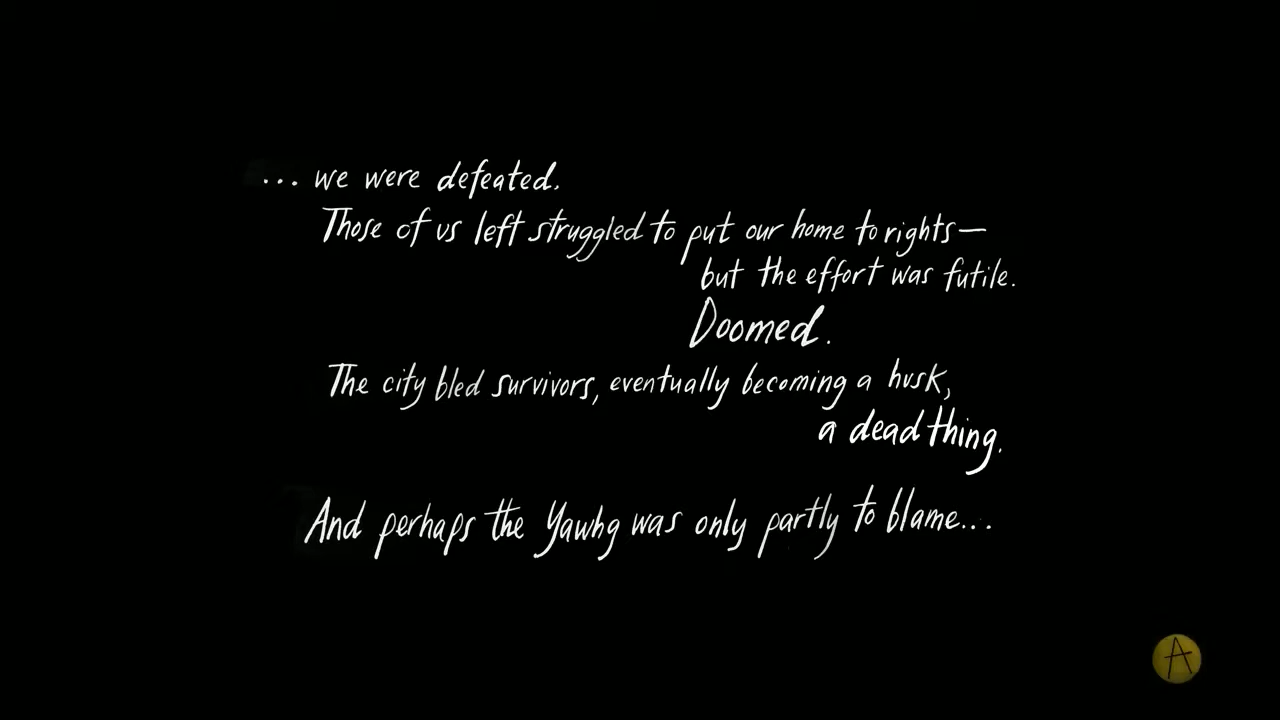 ... we were defeated.
Those of us left struggled to put our home to rights—
but the effort was futile.
Doomed.
The city bled survivors, eventually becoming a husk,
a dead thing.
And perhaps the Yawhg was only partly to blame...
A